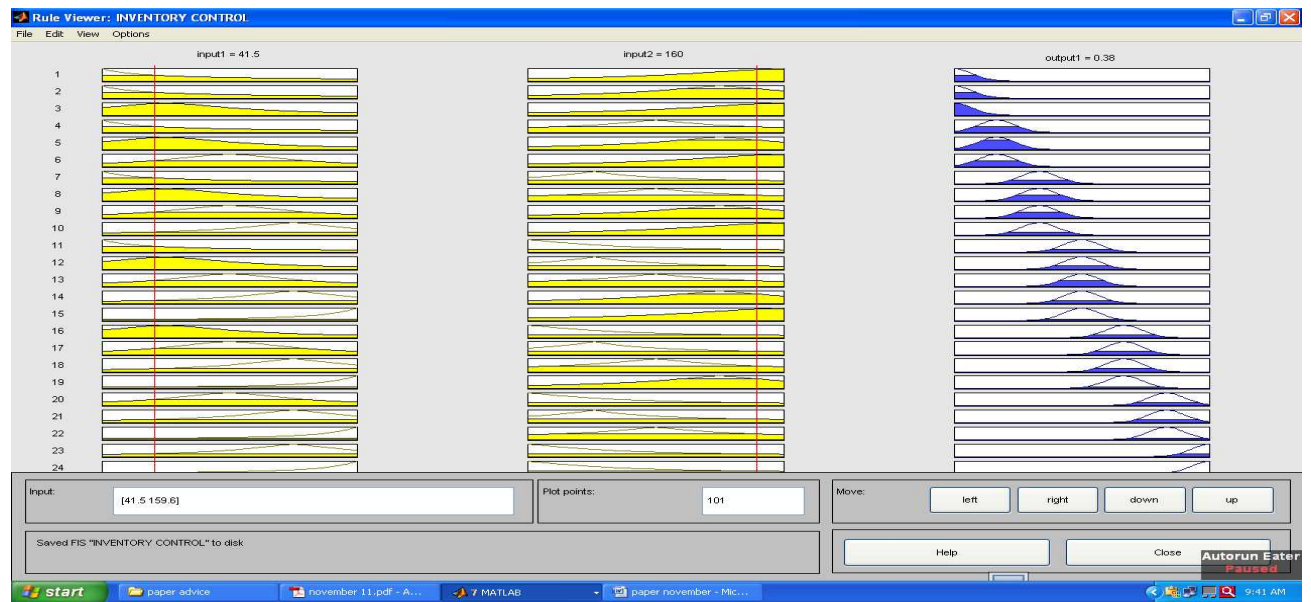 Rule Viewer: INVENTORY CONTROL
File Edit View Options
input1 = 41.5
input2 = 160
output1 = 0.38
1
2
3
4
5
6
7
8
9
10
11
12
13
14
15
16
17
18
19
20
21
22
23
24
Input:
[41.5 159.6]
Plot points:
101
Move:
left
right
down
up
Saved FIS "INVENTORY CONTROL" to disk
Help
Close
Autorun Eater
Paused
start
paper advice
november 11.pdf - A...
7 MATLAB
paper november - Mic...
9:41 AM